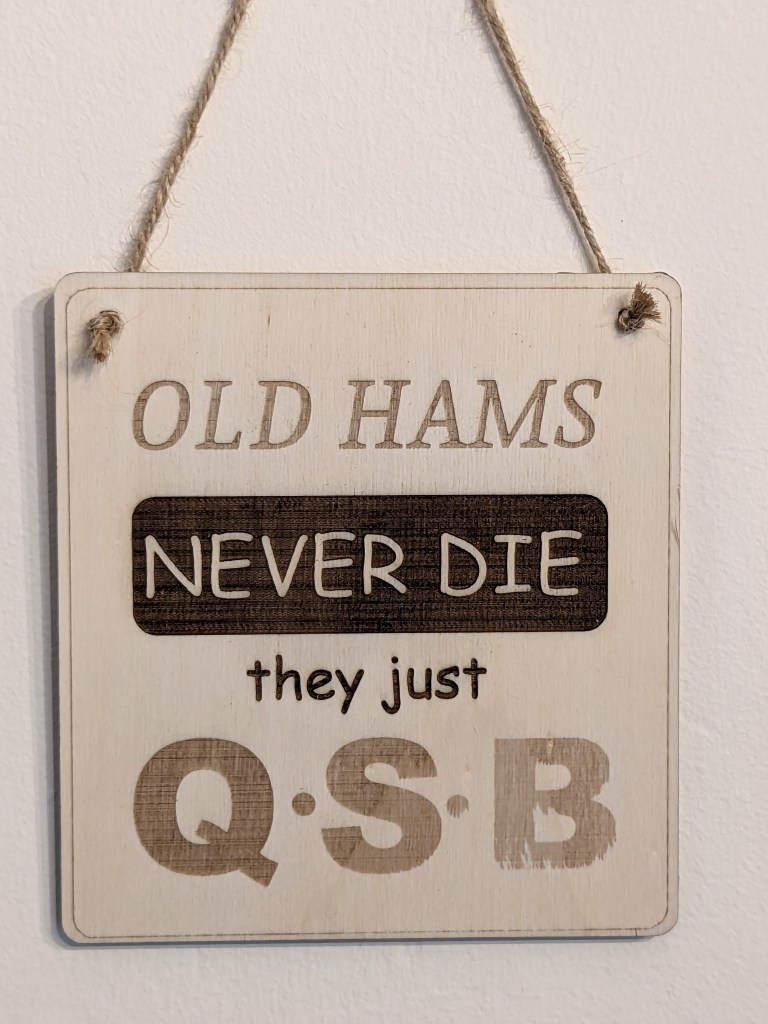 OLD HAMS
NEVER DIE
they just
Q·S·B